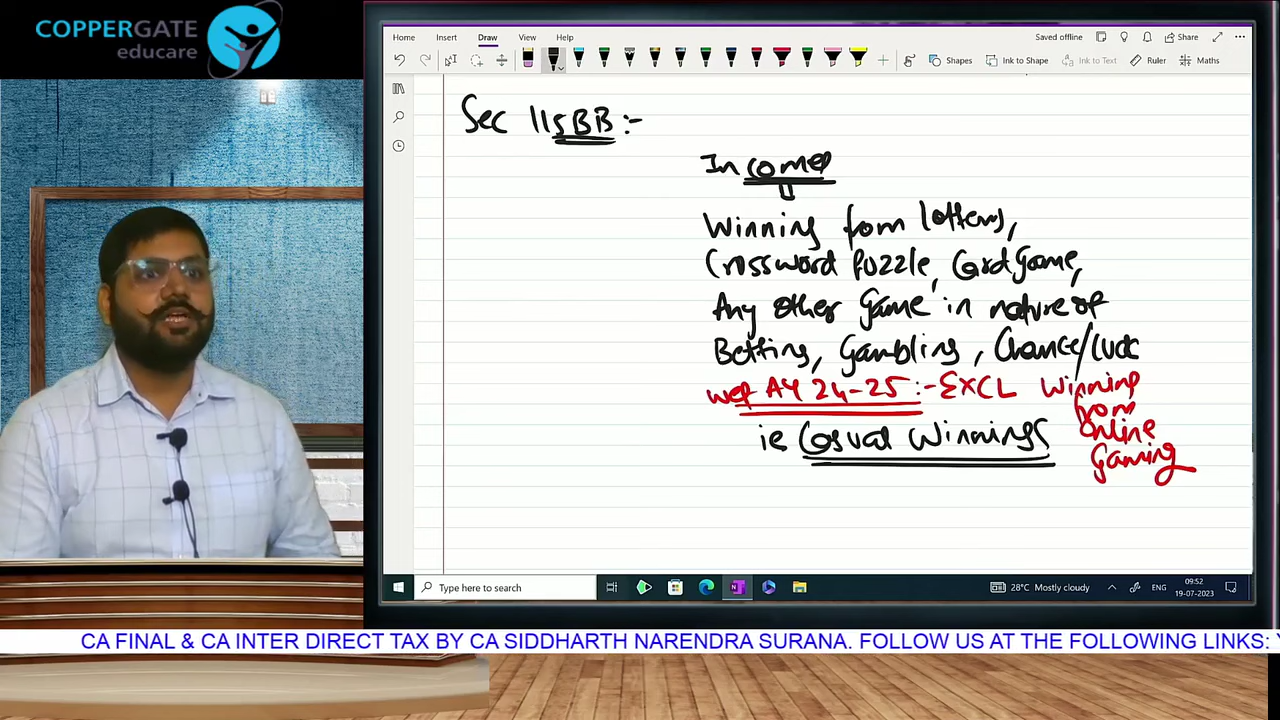 COPPERGATE
educare
Home Insert Draw View Help
Saved offline
Share
Shapes
Ink to Shape
Ink to Text
Ruler
Maths
Sec 115BB :-
Income
Winning from lottery,
Crossword Puzzle, Card Game,
Any other Game in nature of
Betting, Gambling, Chance/Luck
wef AY 24-25 :- EXCL Winning
from
Online
Gaming
ie Casual Winnings
Type here to search
28°C Mostly cloudy
ENG
09:52
19-07-2023
CA FINAL & CA INTER DIRECT TAX BY CA SIDDHARTH NARENDRA SURANA. FOLLOW US AT THE FOLLOWING LINKS: